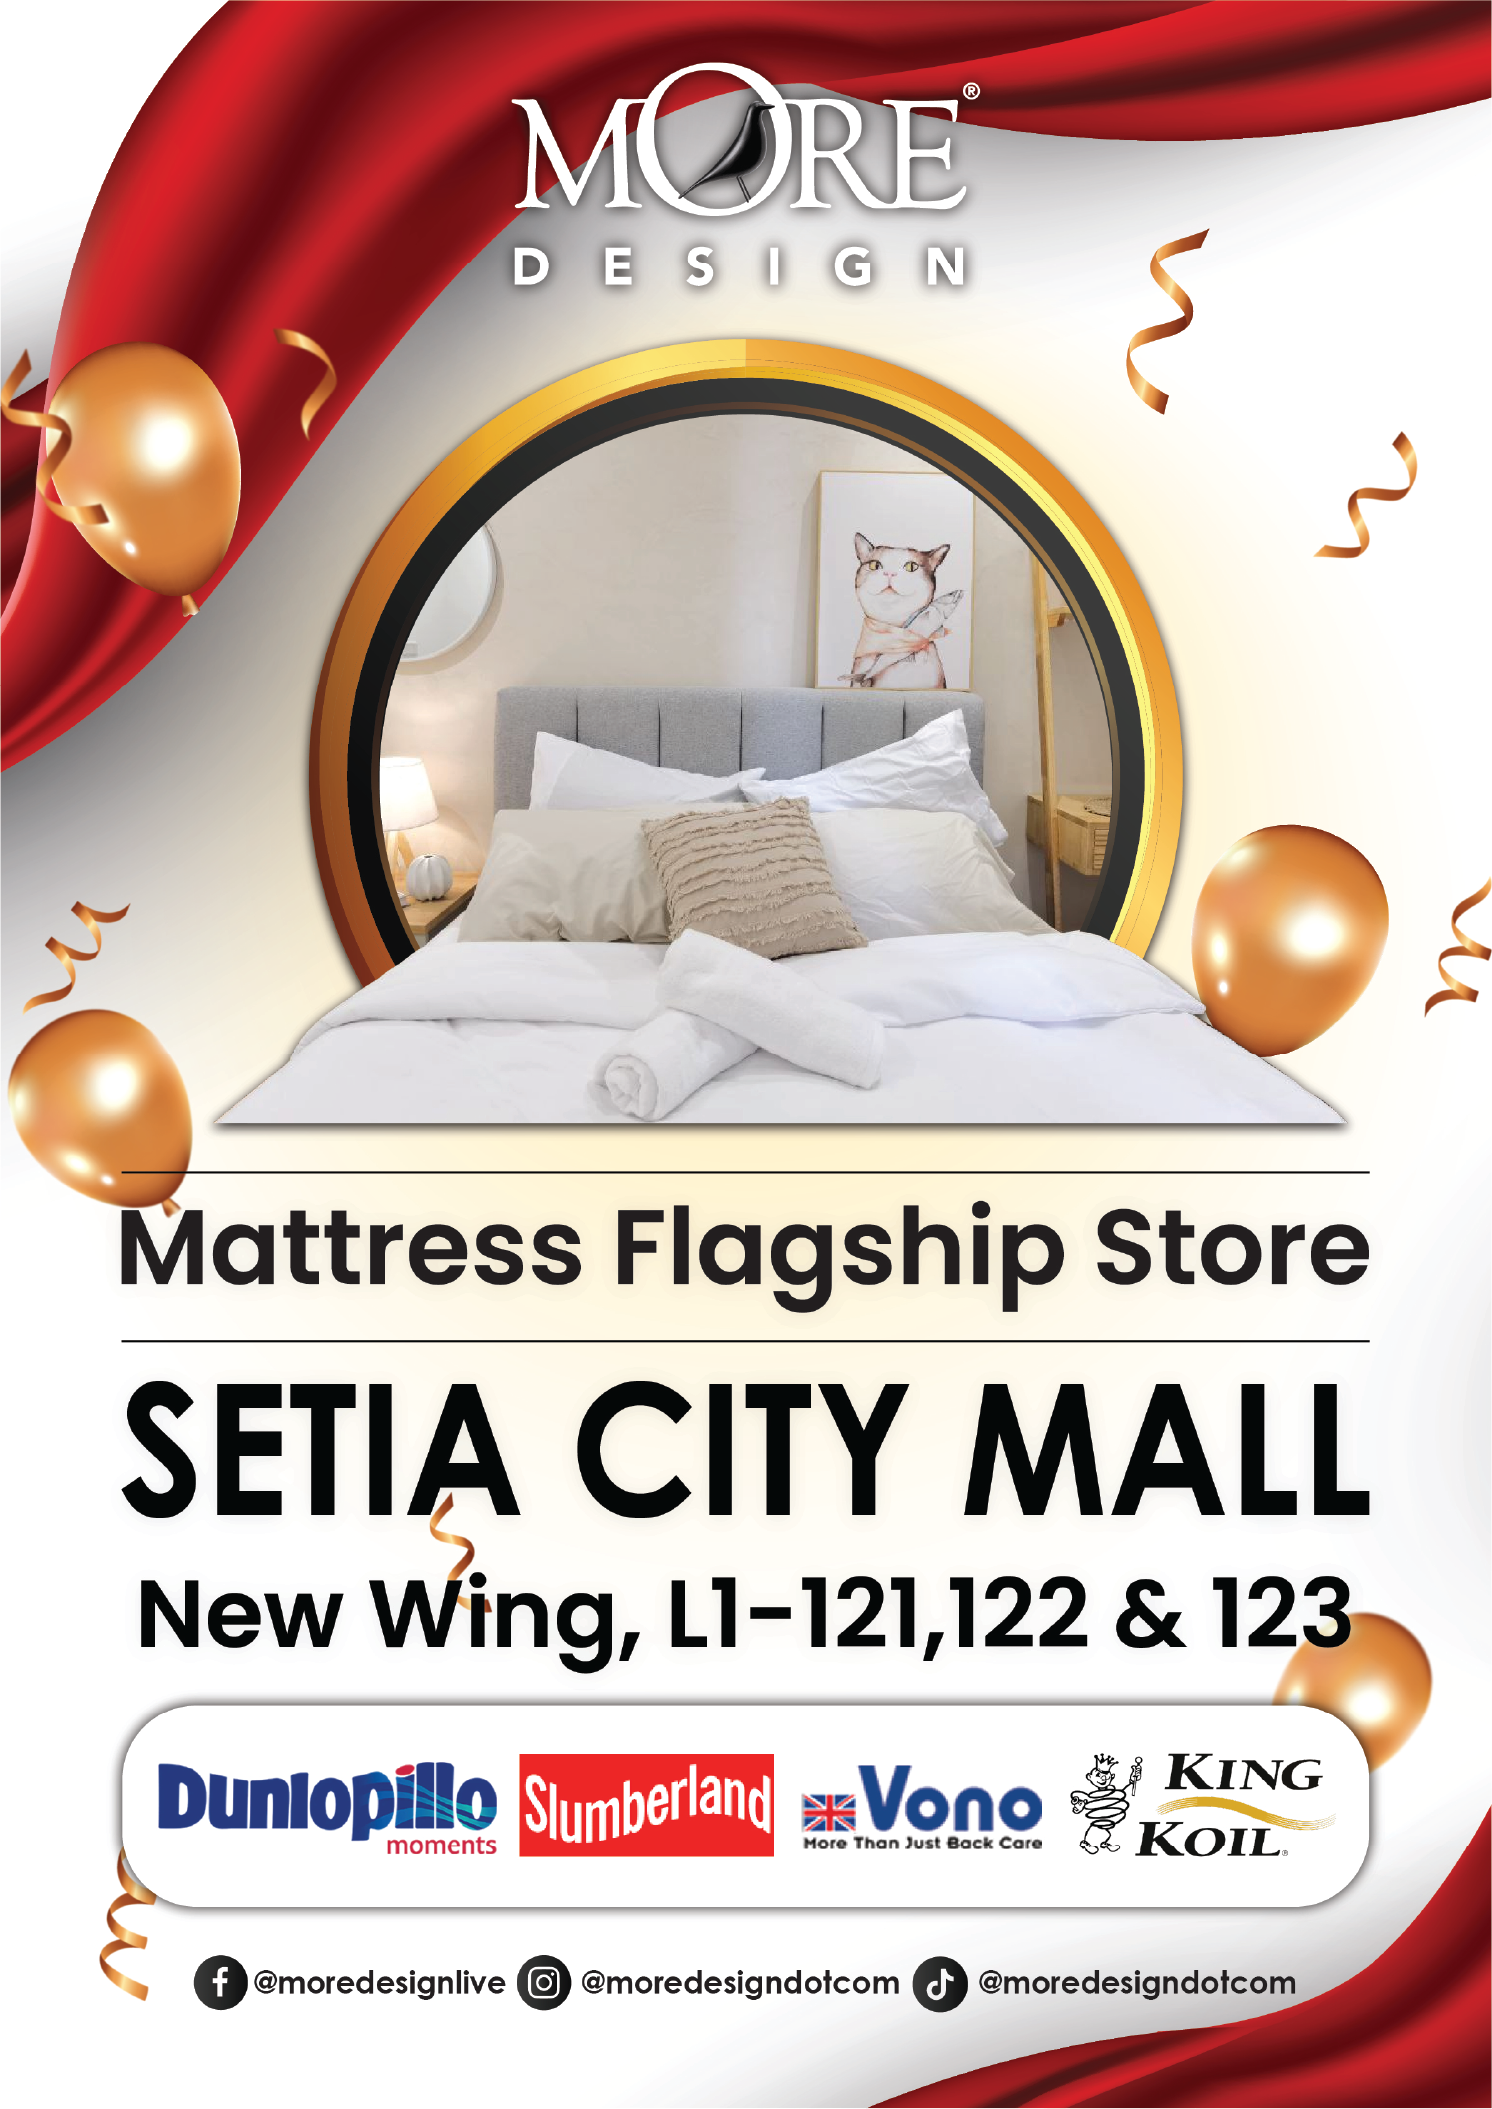 MORE®
DESIGN
Mattress Flagship Store
SETIA CITY MALL
New Wing, L1-121,122 & 123
Dunlopillo
moments
Slumberland
Vono
More Than Just Back Care
KING
KOIL®
@moredesignlive @moredesigndotcom @moredesigndotcom